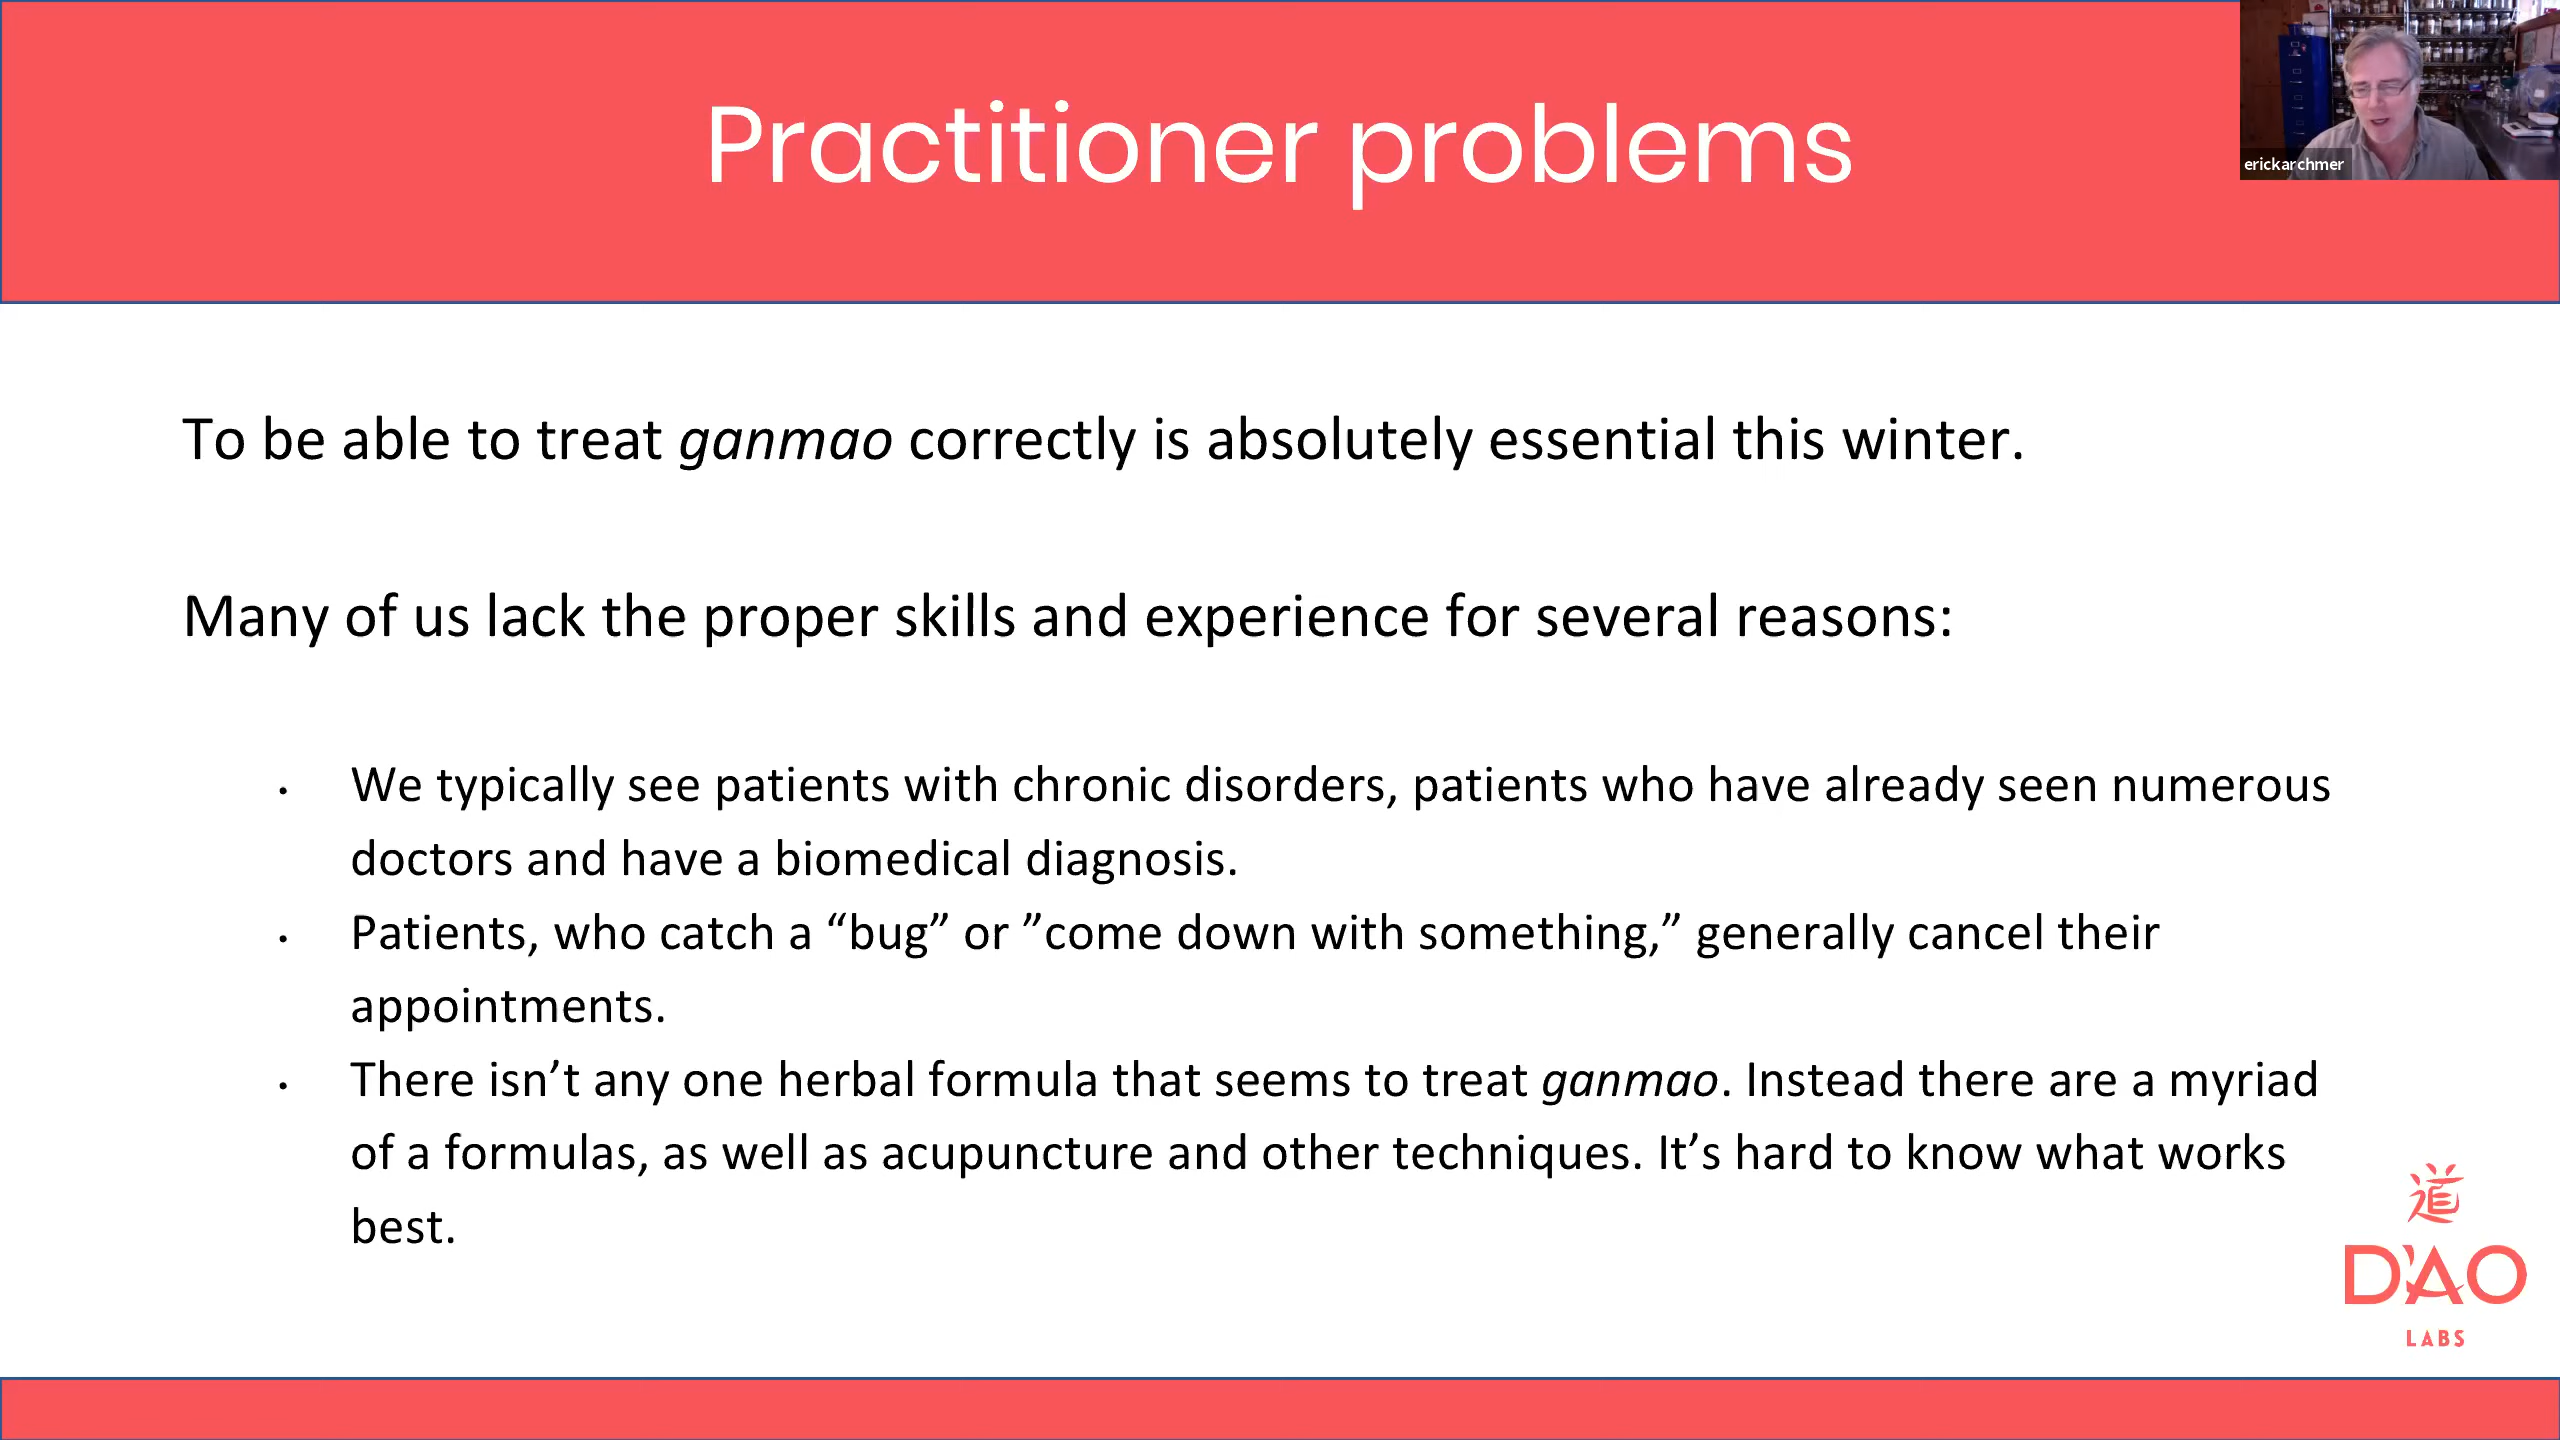 Practitioner problems
erickarchmer
To be able to treat ganmao correctly is absolutely essential this winter.
Many of us lack the proper skills and experience for several reasons:
• We typically see patients with chronic disorders, patients who have already seen numerous
doctors and have a biomedical diagnosis.
• Patients, who catch a “bug” or ”come down with something,” generally cancel their
appointments.
• There isn’t any one herbal formula that seems to treat ganmao. Instead there are a myriad
of a formulas, as well as acupuncture and other techniques. It’s hard to know what works
best.
道
DAO
LABS